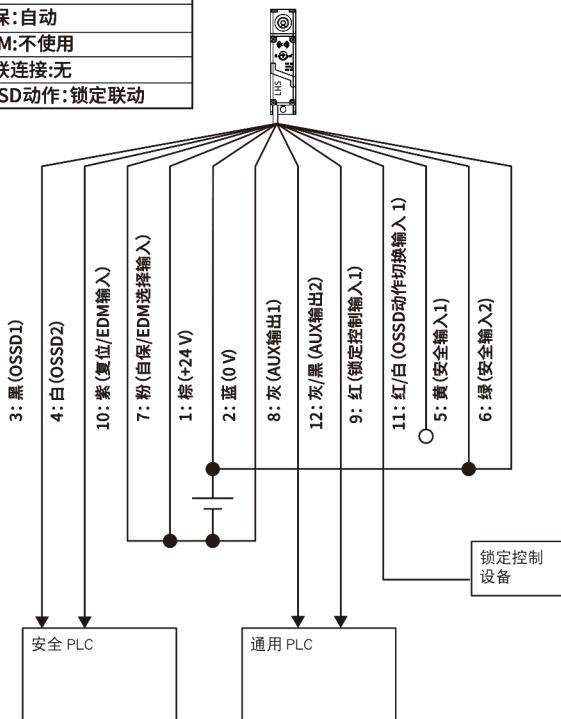 保：自动
M：不使用
联连接：无
SD动作：锁定联动
LHS
3：黑（OSSD1）
4：白（OSSD2）
10：紫（复位/EDM输入）
7：粉（自保/EDM选择输入）
1：棕（+24 V）
2：蓝（0 V）
8：灰（AUX输出1）
12：灰/黑（AUX输出2）
9：红（锁定控制输入1）
11：红/白（OSSD动作切换输入 1）
5：黄（安全输入1）
6：绿（安全输入2）
锁定控制
设备
安全 PLC
通用 PLC